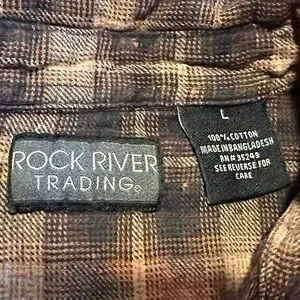 ROCK RIVER
TRADING®
L
100% COTTON
MADE IN BANGLADESH
RN# 95249
SEE REVERSE FOR
CARE